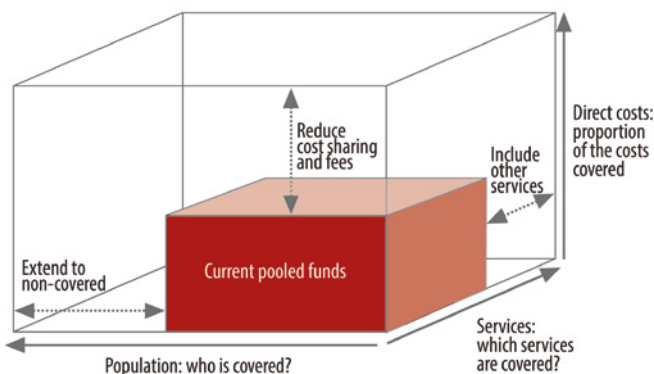 Reduce
cost sharing
and fees
Include
other
services
Direct costs:
proportion
of the costs
covered
Extend to
non-covered
Current pooled funds
Population: who is covered?
Services:
which services
are covered?